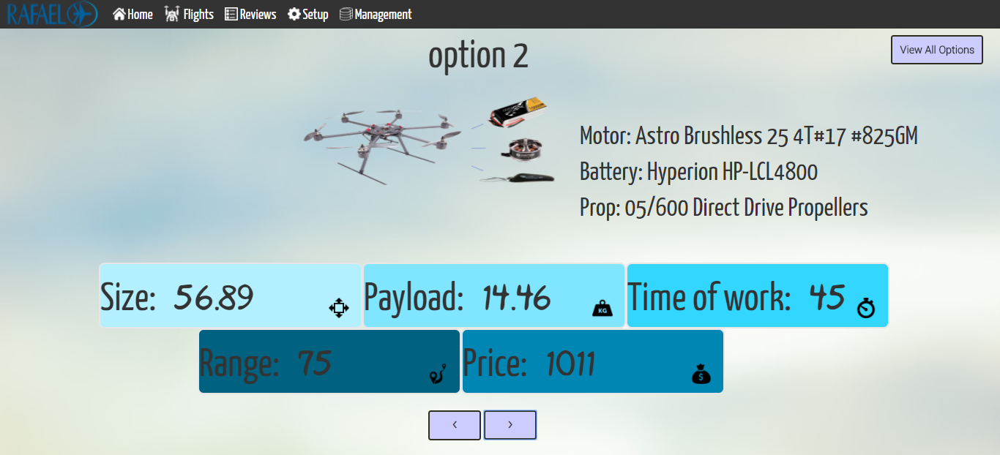 RAFAEL Home Flights Reviews Setup Management
option 2
View All Options
Motor: Astro Brushless 25 4T#17 #825GM
Battery: Hyperion HP-LCL4800
Prop: 05/600 Direct Drive Propellers
Size: 56.89
Payload: 14.46
KG
Time of work: 45
Range: 75
Price: 1011
$
‹ ›